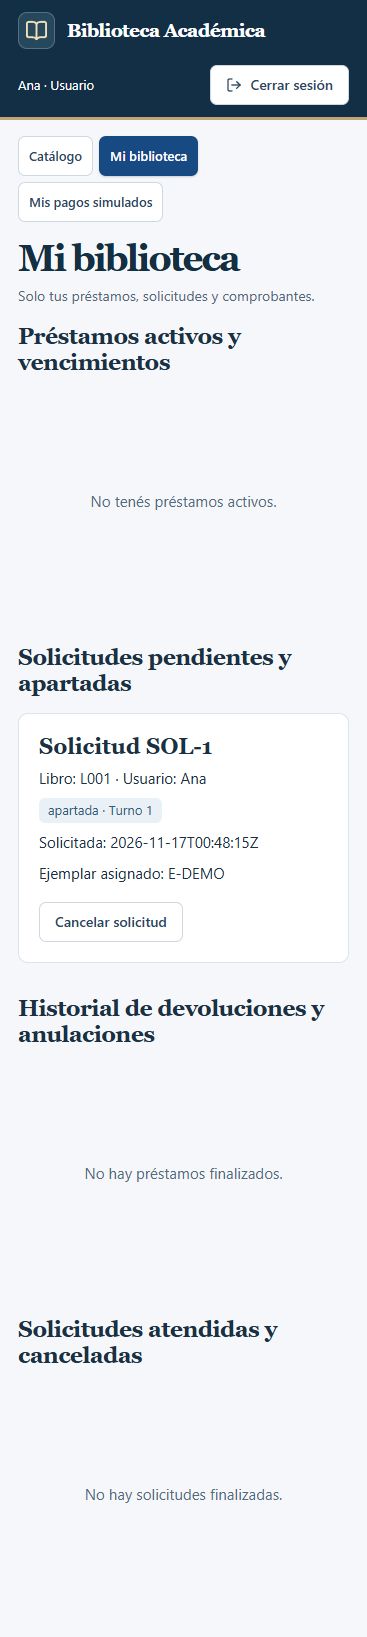 Biblioteca Académica
Ana · Usuario
Cerrar sesión
Catálogo
Mi biblioteca
Mis pagos simulados
Mi biblioteca
Solo tus préstamos, solicitudes y comprobantes.
Préstamos activos y
vencimientos
No tenés préstamos activos.
Solicitudes pendientes y
apartadas
Solicitud SOL-1
Libro: L001 · Usuario: Ana
apartada · Turno 1
Solicitada: 2026-11-17T00:48:15Z
Ejemplar asignado: E-DEMO
Cancelar solicitud
Historial de devoluciones y
anulaciones
No hay préstamos finalizados.
Solicitudes atendidas y
canceladas
No hay solicitudes finalizadas.